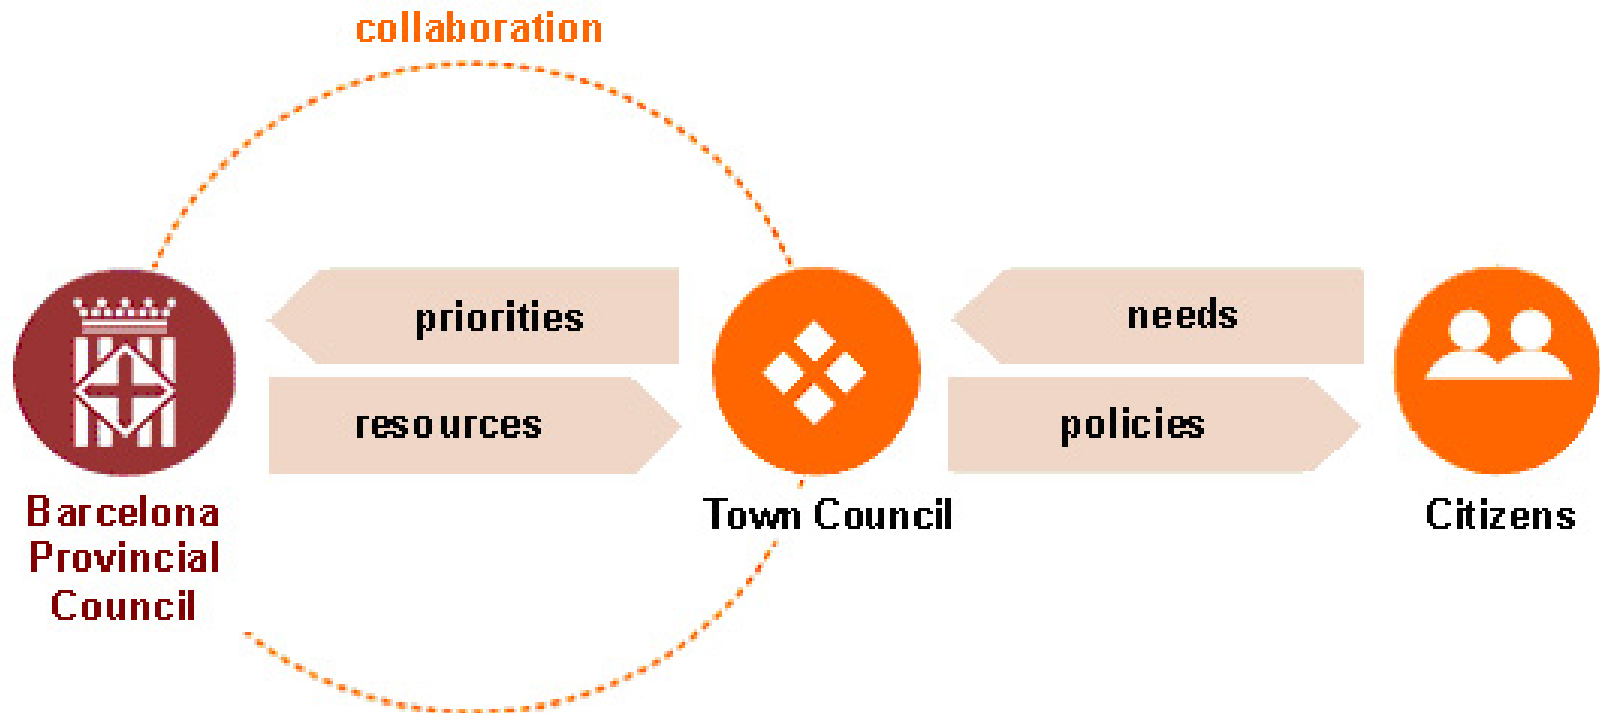 collaboration
priorities
needs
resources
policies
Barcelona
Provincial
Council
Town Council
Citizens